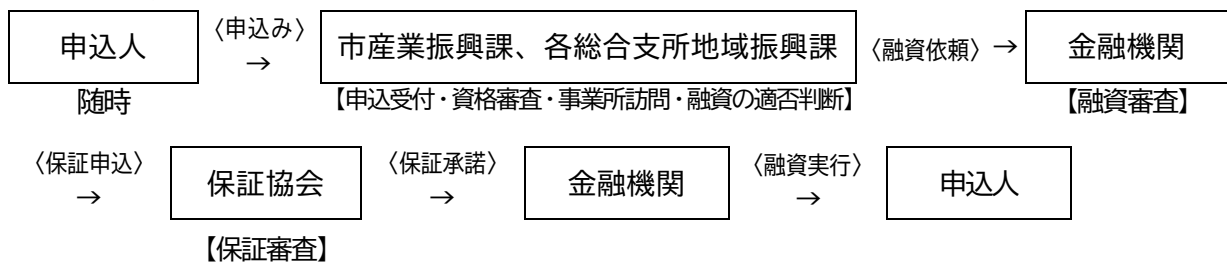 申込人 〈申込み〉→ 市産業振興課、各総合支所地域振興課 〈融資依頼〉→ 金融機関
随時 【申込受付・資格審査・事業所訪問・融資の適否判断】 【融資審査】
〈保証申込〉→ 保証協会 〈保証承諾〉→ 金融機関 〈融資実行〉→ 申込人
【保証審査】